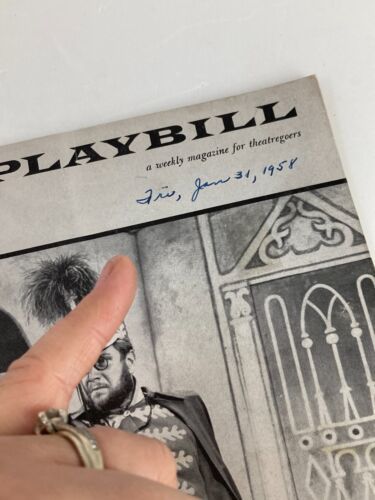 PLAYBILL
a weekly magazine for theatregoers
Fri, Jan 31, 1958